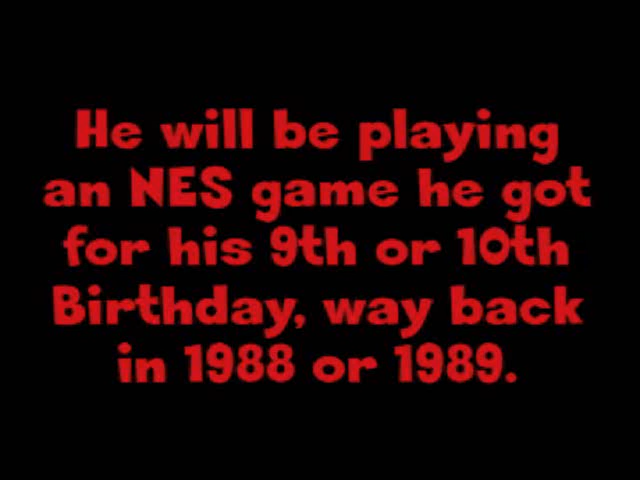 He will be playing
an NES game he got
for his 9th or 10th
Birthday, way back
in 1988 or 1989.